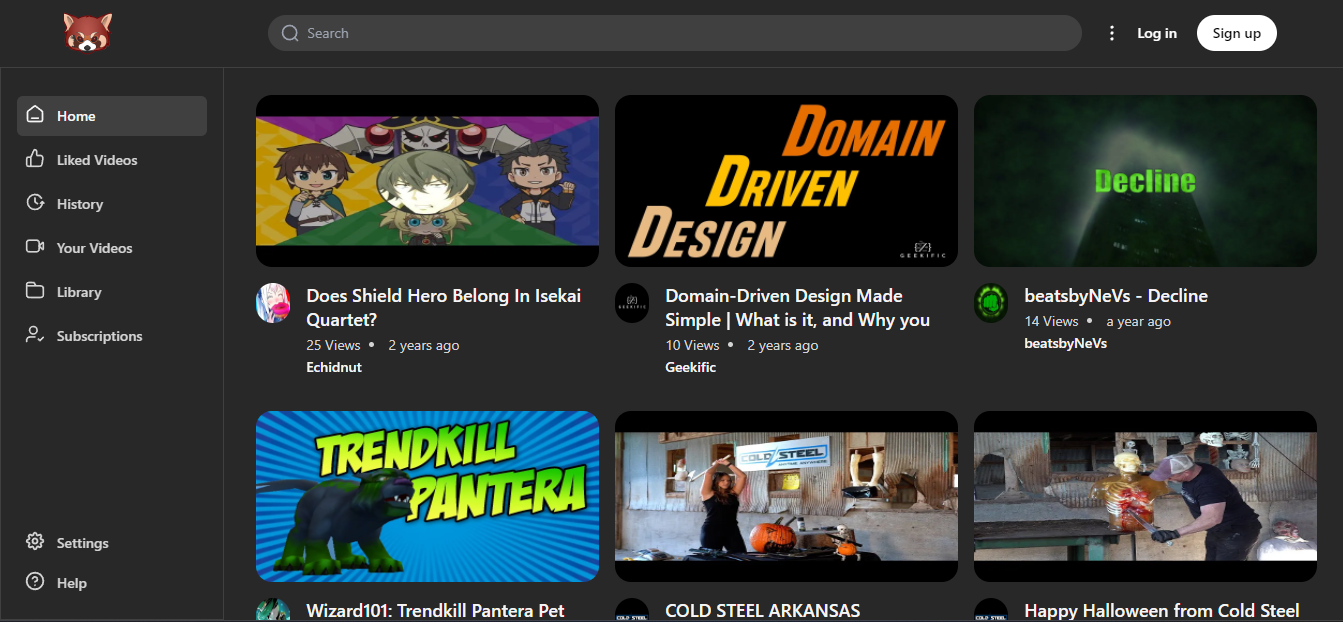 Search
Log in
Sign up
Home
Liked Videos
History
Your Videos
Library
Subscriptions
Settings
Help
DOMAIN
DRIVEN
DESIGN
GEEKIFIC
Decline
Does Shield Hero Belong In Isekai
Quartet?
25 Views • 2 years ago
Echidnut
Domain-Driven Design Made
Simple | What is it, and Why you
10 Views • 2 years ago
Geekific
beatsbyNeVs - Decline
14 Views • a year ago
beatsbyNeVs
TRENDKILL
PANTERA
COLD STEEL
Wizard101: Trendkill Pantera Pet
COLD STEEL ARKANSAS
Happy Halloween from Cold Steel